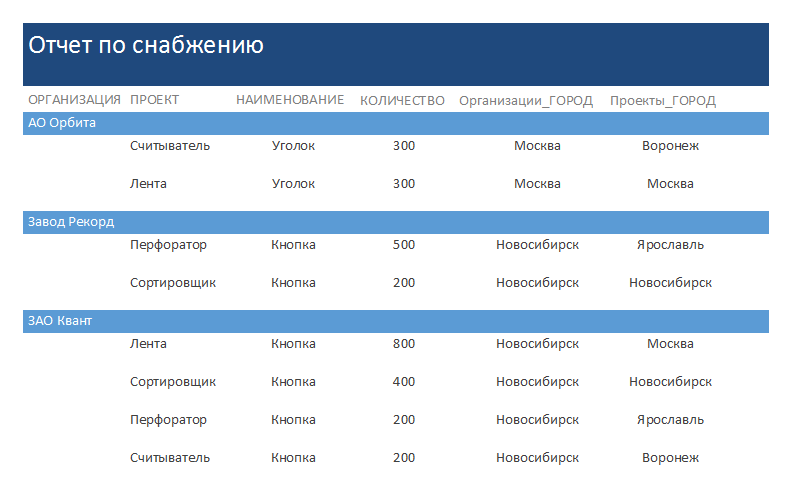 Отчет по снабжению
ОРГАНИЗАЦИЯ ПРОЕКТ НАИМЕНОВАНИЕ КОЛИЧЕСТВО Организации_ГОРОД Проекты_ГОРОД
АО Орбита
Считыватель Уголок 300 Москва Воронеж
Лента Уголок 300 Москва Москва
Завод Рекорд
Перфоратор Кнопка 500 Новосибирск Ярославль
Сортировщик Кнопка 200 Новосибирск Новосибирск
ЗАО Квант
Лента Кнопка 800 Новосибирск Москва
Сортировщик Кнопка 400 Новосибирск Новосибирск
Перфоратор Кнопка 200 Новосибирск Ярославль
Считыватель Кнопка 200 Новосибирск Воронеж